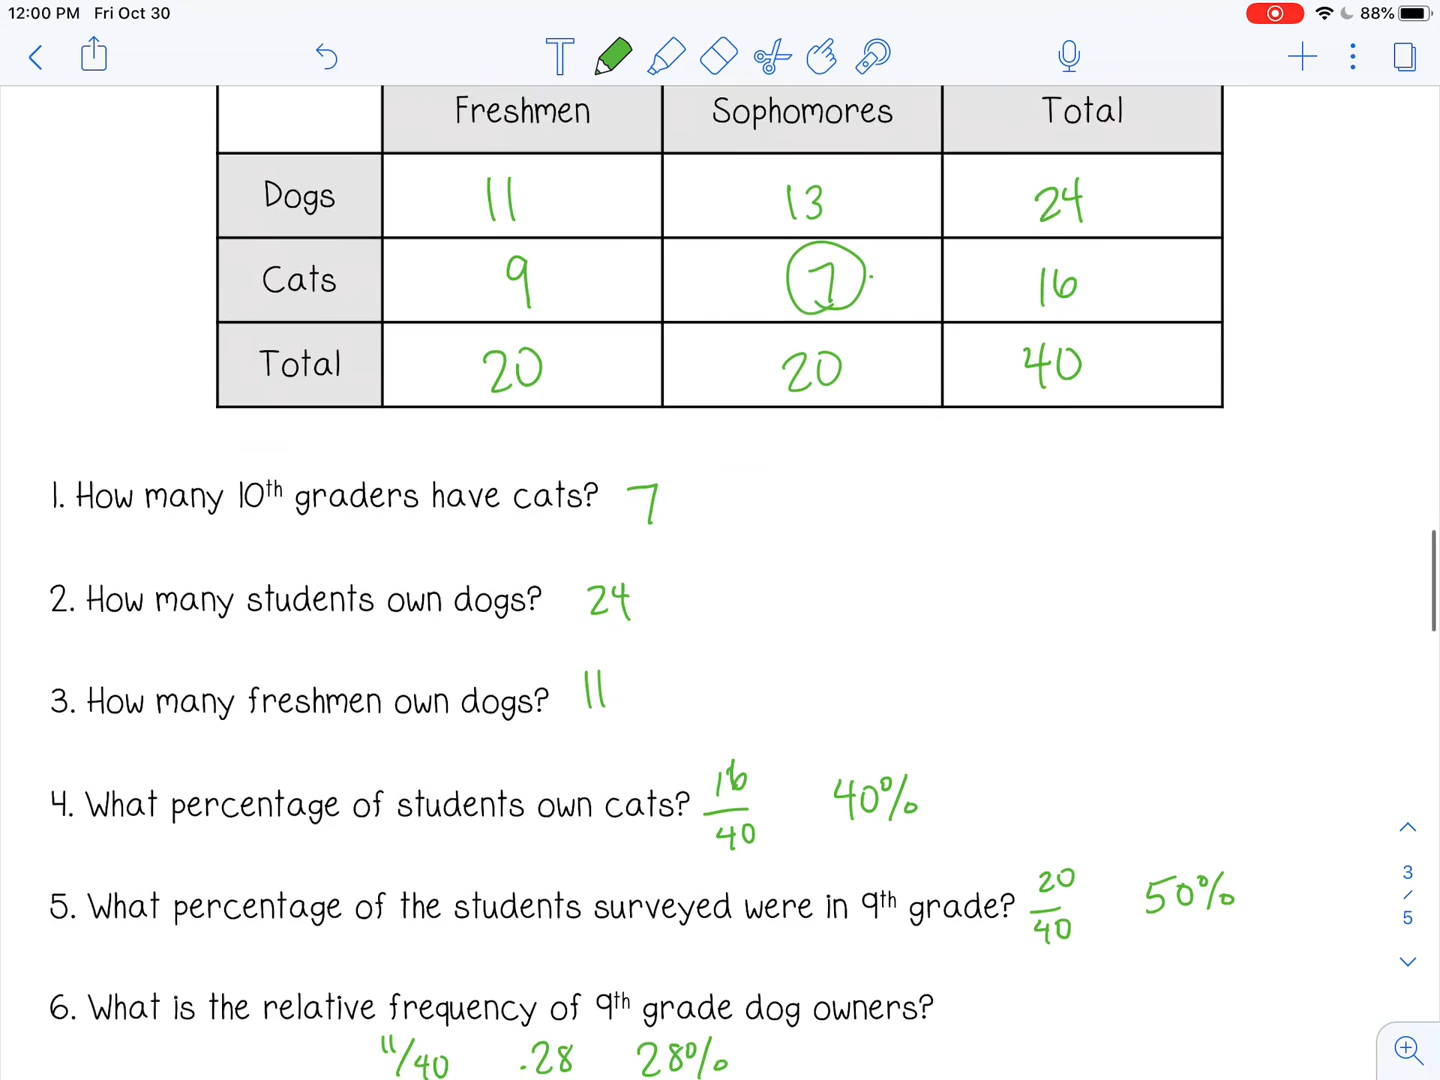 12:00 PM Fri Oct 30 88%
T
Freshmen Sophomores Total
Dogs 11 13 24
Cats 9 7 16
Total 20 20 40
1. How many 10th graders have cats? 7
2. How many students own dogs? 24
3. How many freshmen own dogs? 11
4. What percentage of students own cats? 16/40 40%
5. What percentage of the students surveyed were in 9th grade? 20/40 50%
3/5
6. What is the relative frequency of 9th grade dog owners?
11/40 .28 28%